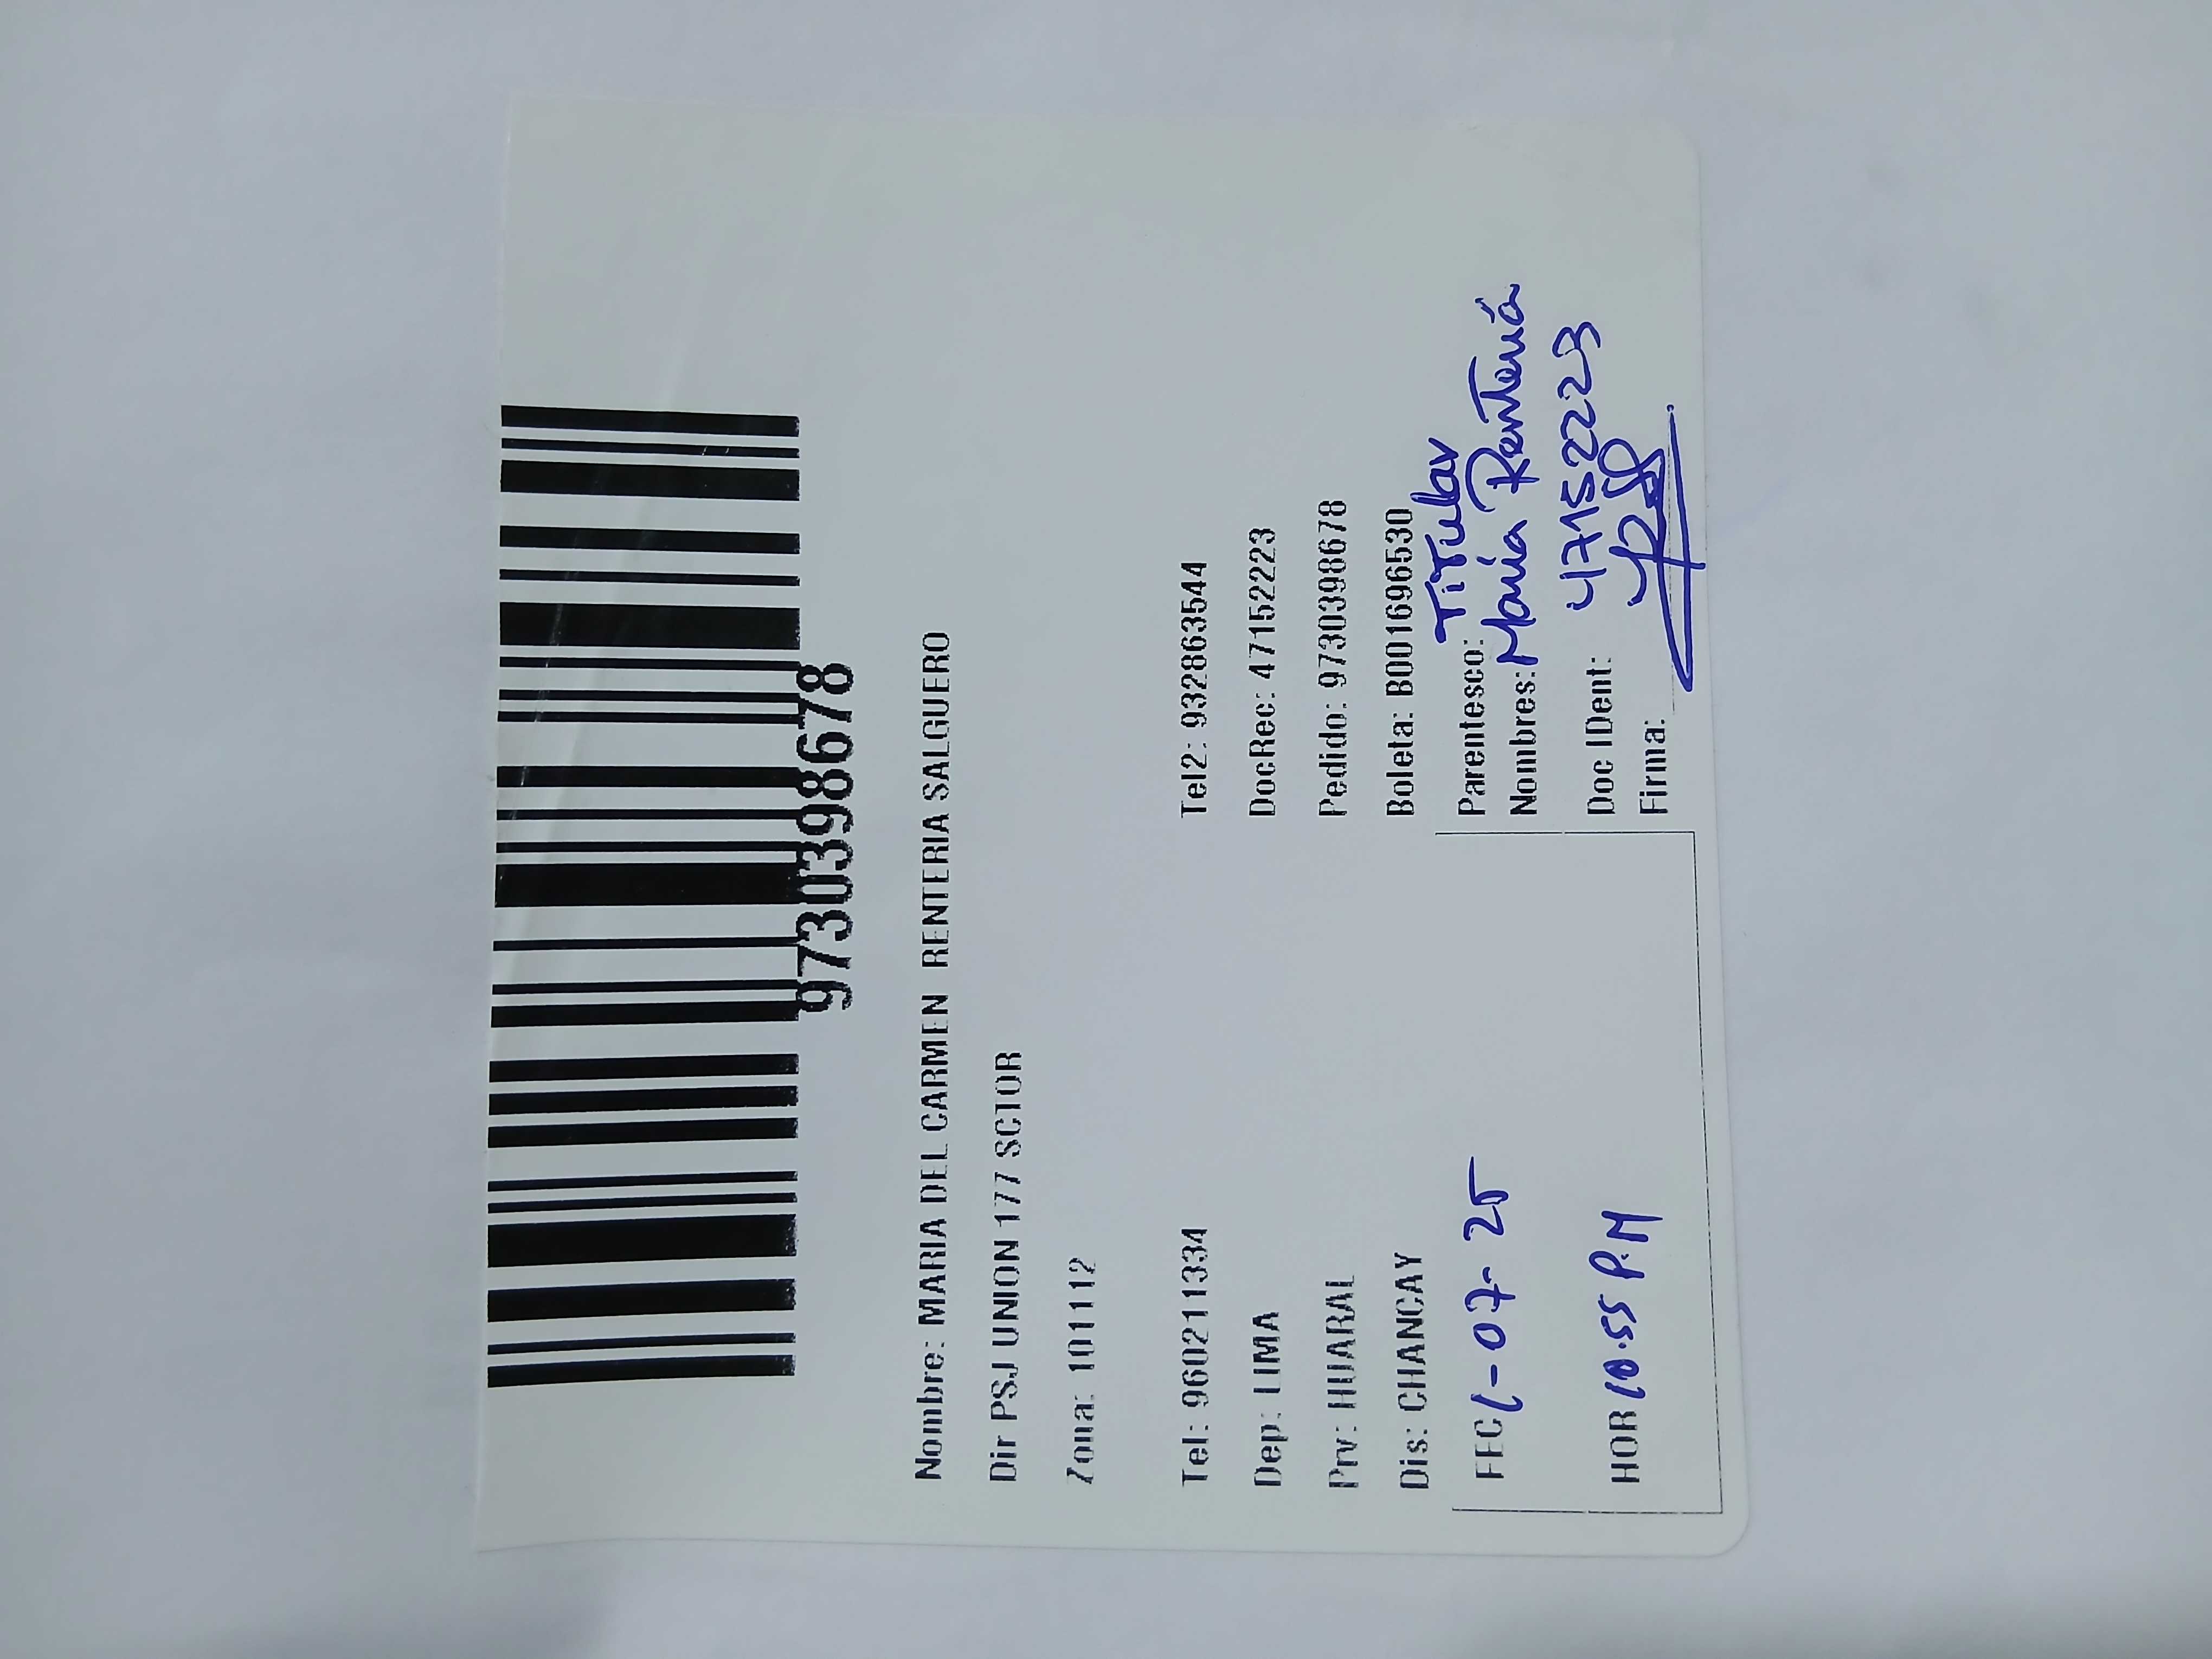 9730398678
Nombre: MARIA DEL CARMEN RENTERIA SALGUERO
Dir PSJ UNION 177 SCTOR
Zona: 101112
Tel: 960211334 Tel2: 932863544
Dep: LIMA DocRec: 47152223
Prv: HUARAL Pedido: 9730398678
Dis: CHANCAY Boleta: B001696530
FEC 1-07-25 Parentesco: Titular
Nombres: María Rentería
HOR 10:55 P.M Doc IDent: 47152223
Firma: